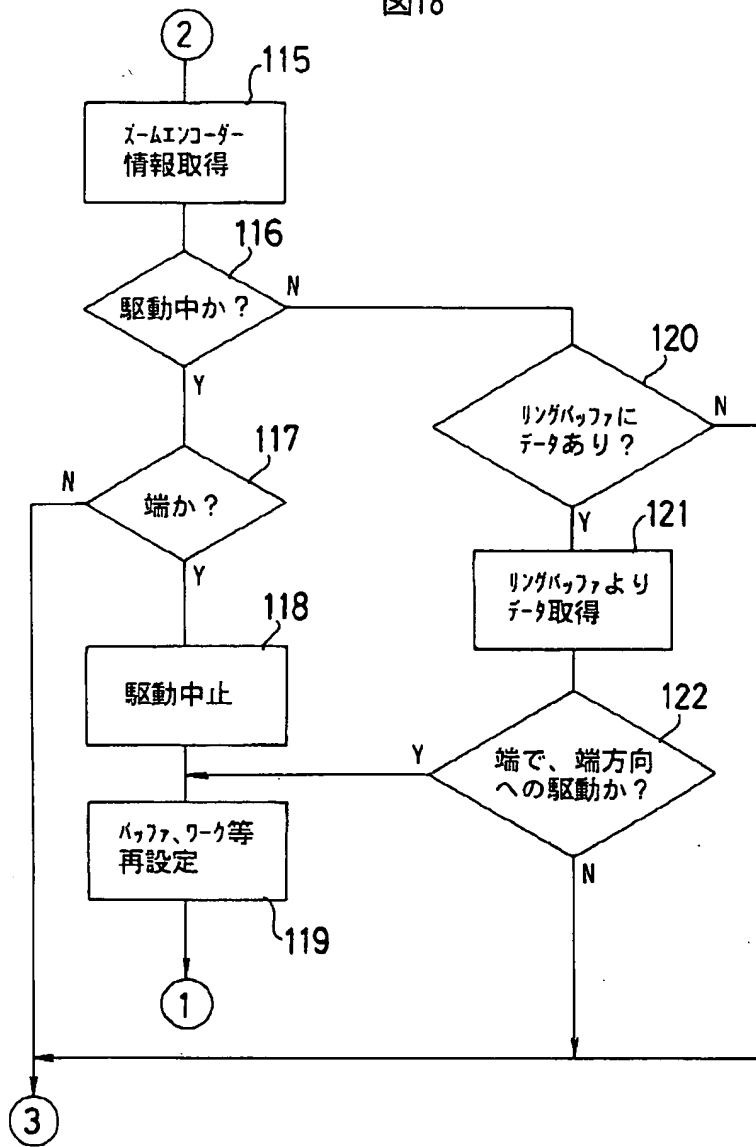 図18
2
115
ズームエンコーダー
情報取得
116
駆動中か？
N
Y
120
リングバッファに
データあり？
N
Y
117
端か？
N
Y
121
リングバッファより
データ取得
118
駆動中止
122
端で、端方向
への駆動か？
Y
N
バッファ、ワーク等
再設定
119
1
3